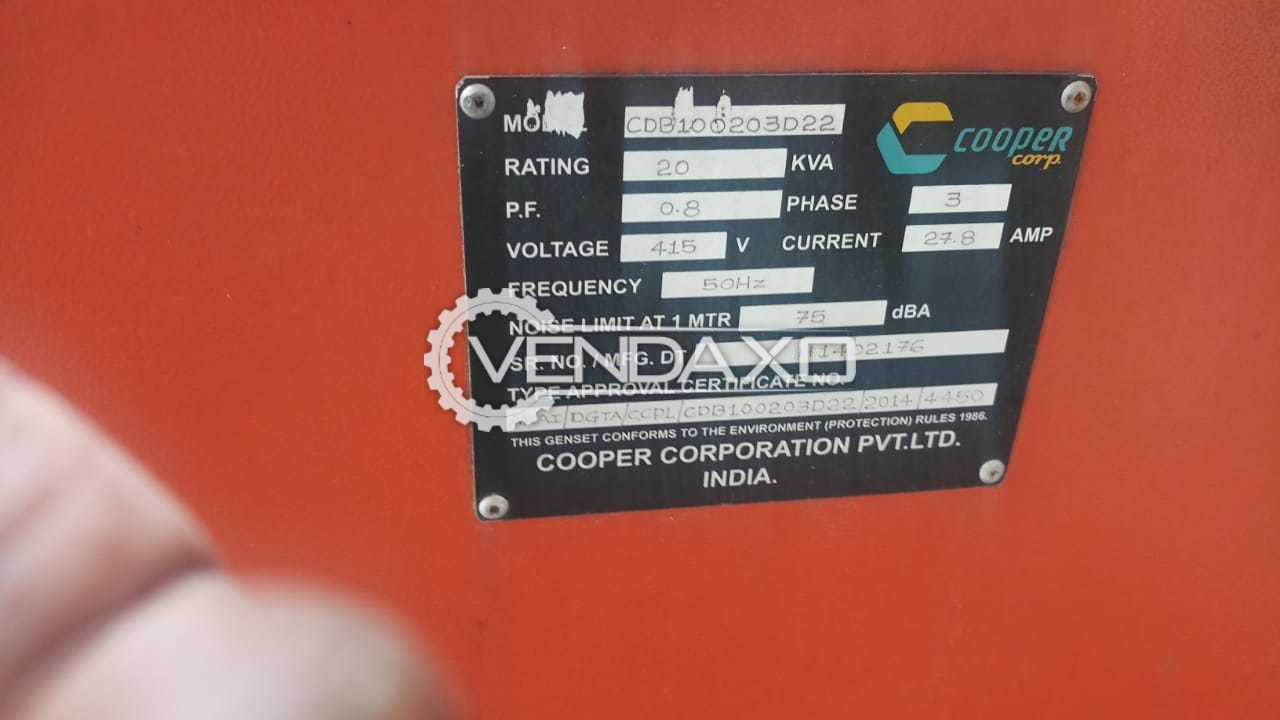 MODEL CDB100203D22
COOPER corp.
RATING 20 KVA
P.F. 0.8 PHASE 3
VOLTAGE 415 V CURRENT 27.8 AMP
FREQUENCY 50Hz
NOISE LIMIT AT 1 MTR 75 dBA
VENDAXO
SR. NO. / MFG. DT.
TYPE APPROVAL CERTIFICATE NO.
DGTA/CCPL/CDB100203D22/2014/4450
THIS GENSET CONFORMS TO THE ENVIRONMENT (PROTECTION) RULES 1986.
COOPER CORPORATION PVT.LTD.
INDIA.